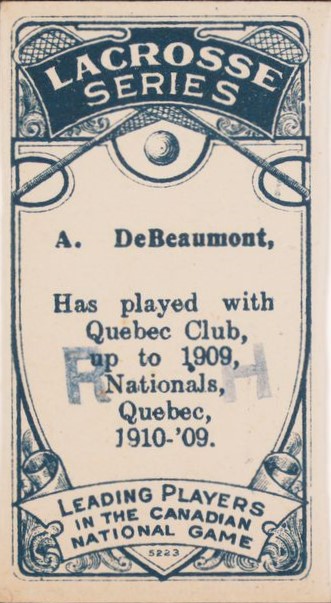 LACROSSE
SERIES
A. DeBeaumont,
Has played with
Quebec Club,
up to 1909,
R H
Nationals,
Quebec,
1910-'09.
LEADING PLAYERS
IN THE CANADIAN
NATIONAL GAME
5223